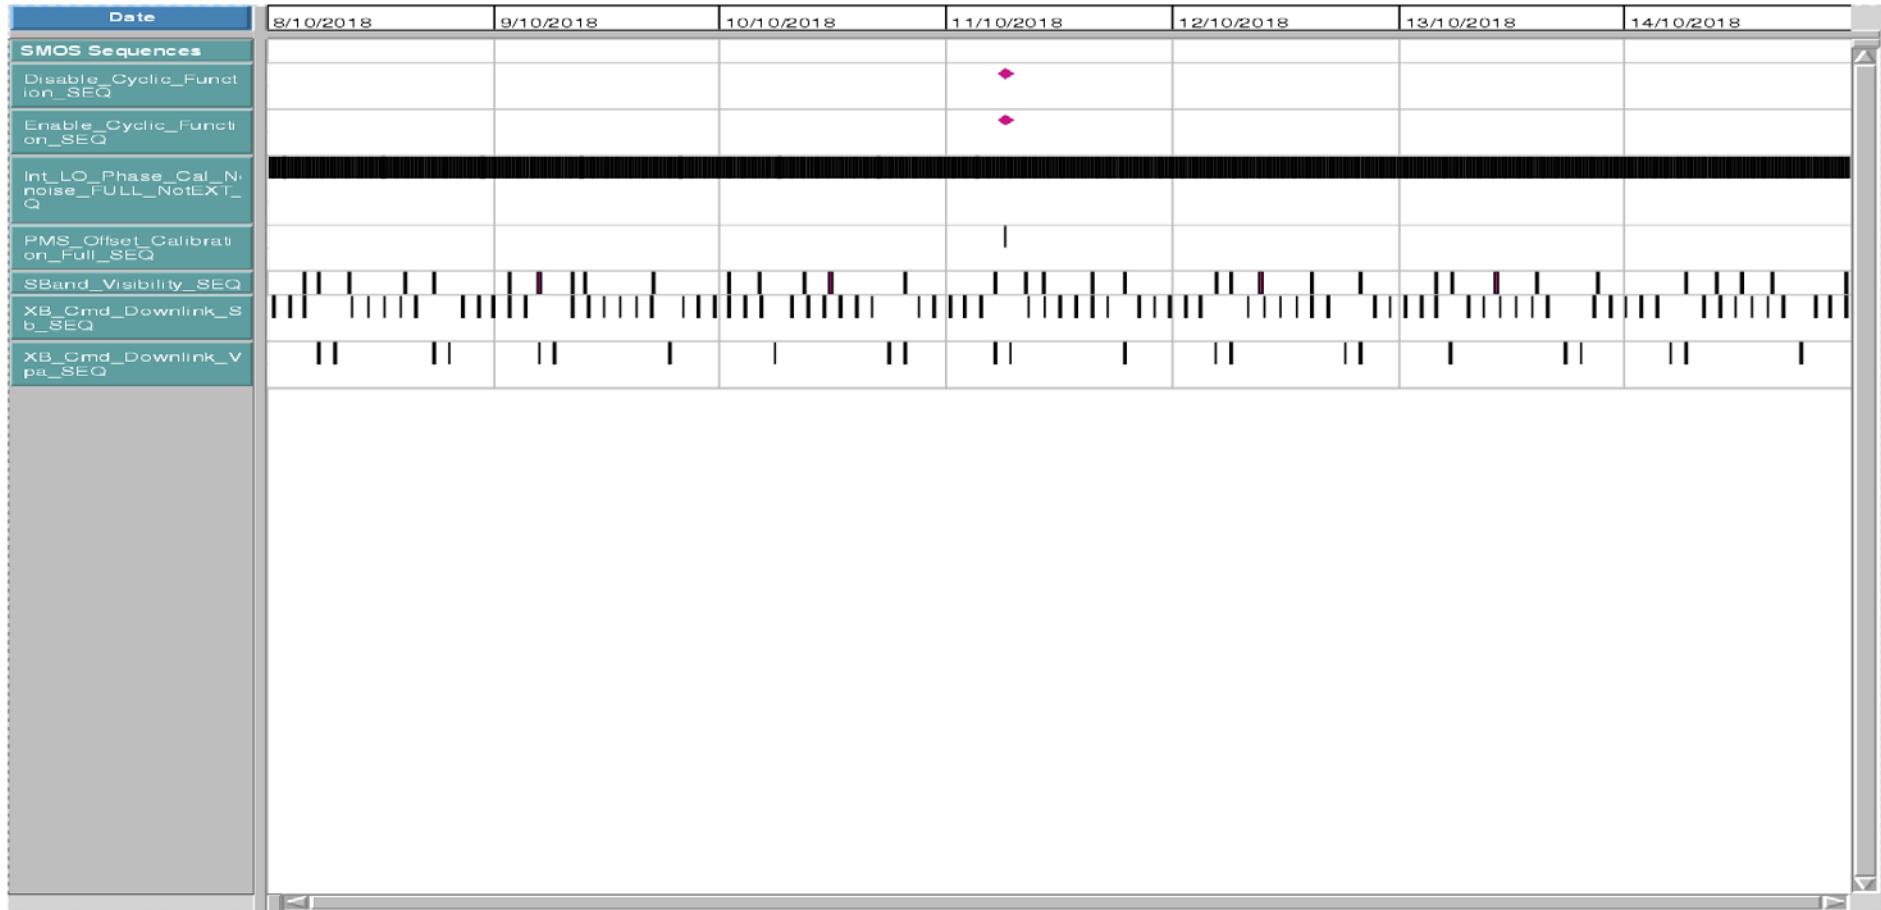 Date
8/10/2018 9/10/2018 10/10/2018 11/10/2018 12/10/2018 13/10/2018 14/10/2018
SMOS Sequences
Disable_Cyclic_Funct
ion_SEQ
Enable_Cyclic_Functi
on_SEQ
Int_LO_Phase_Cal_N
noise_FULL_NotEXT_
Q
PMS_Offset_Calibrati
on_Full_SEQ
SBand_Visibility_SEQ
XB_Cmd_Downlink_S
b_SEQ
XB_Cmd_Downlink_V
pa_SEQ